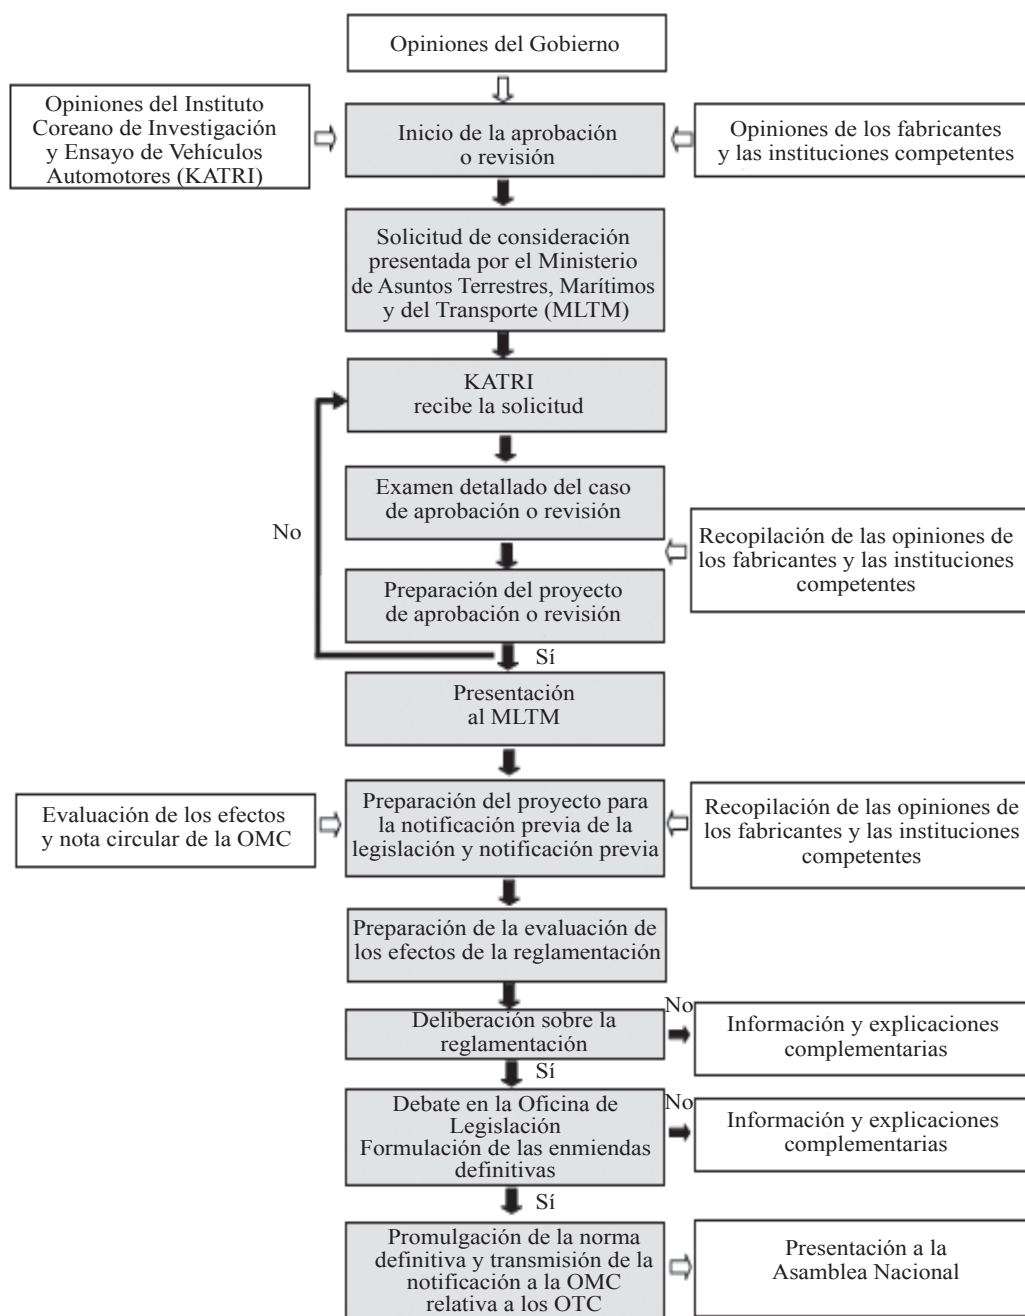 Opiniones del Gobierno
Opiniones del Instituto
Coreano de Investigación
y Ensayo de Vehículos
Automotores (KATRI)
Inicio de la aprobación
o revisión
Opiniones de los fabricantes
y las instituciones competentes
Solicitud de consideración
presentada por el Ministerio
de Asuntos Terrestres, Marítimos
y del Transporte (MLTM)
KATRI
recibe la solicitud
Examen detallado del caso
de aprobación o revisión
No
Recopilación de las opiniones de
los fabricantes y las instituciones
competentes
Preparación del proyecto
de aprobación o revisión
Sí
Presentación
al MLTM
Evaluación de los efectos
y nota circular de la OMC
Preparación del proyecto para
la notificación previa de la
legislación y notificación previa
Recopilación de las opiniones de
los fabricantes y las instituciones
competentes
Preparación de la evaluación de
los efectos de la reglamentación
Deliberación sobre la
reglamentación
No
Información y explicaciones
complementarias
Sí
Debate en la Oficina de
Legislación
Formulación de las enmiendas
definitivas
No
Información y explicaciones
complementarias
Sí
Promulgación de la norma
definitiva y transmisión de la
notificación a la OMC
relativa a los OTC
Presentación a la
Asamblea Nacional